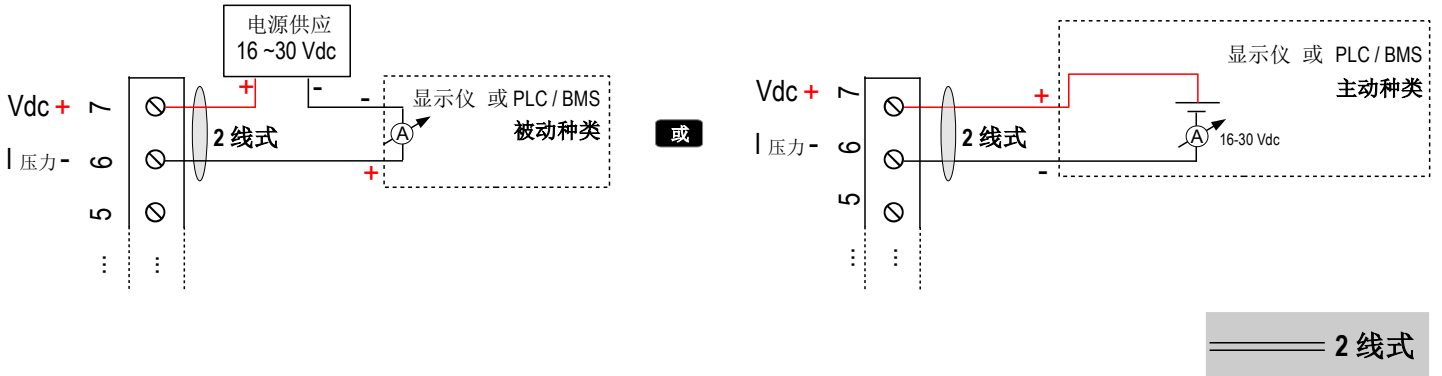 电源供应
16 ~30 Vdc
+ -
Vdc + 7
2 线式
- 显示仪 或 PLC / BMS
被动种类
A
I 压力 - 6
+
5
...
...
或
显示仪 或 PLC / BMS
主动种类
Vdc + 7
+
2 线式
A 16-30 Vdc
I 压力 - 6
-
5
...
...
2 线式